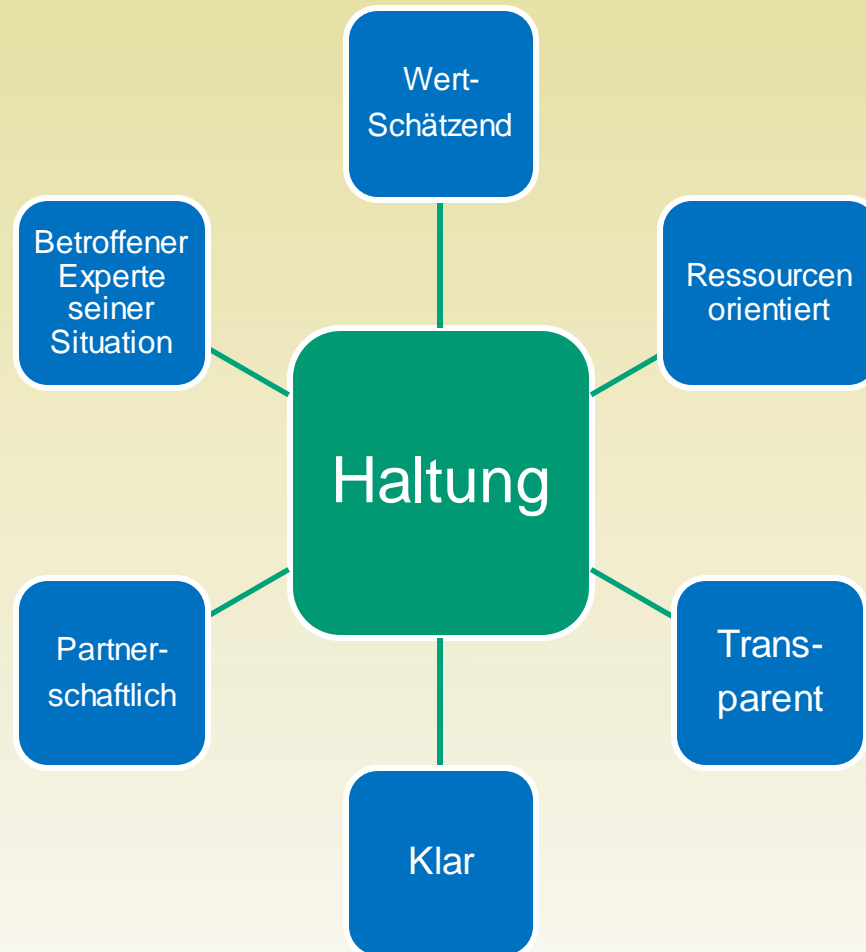 Wert-
Schätzend
Betroffener
Experte
seiner
Situation
Ressourcen
orientiert
Haltung
Partner-
schaftlich
Trans-
parent
Klar